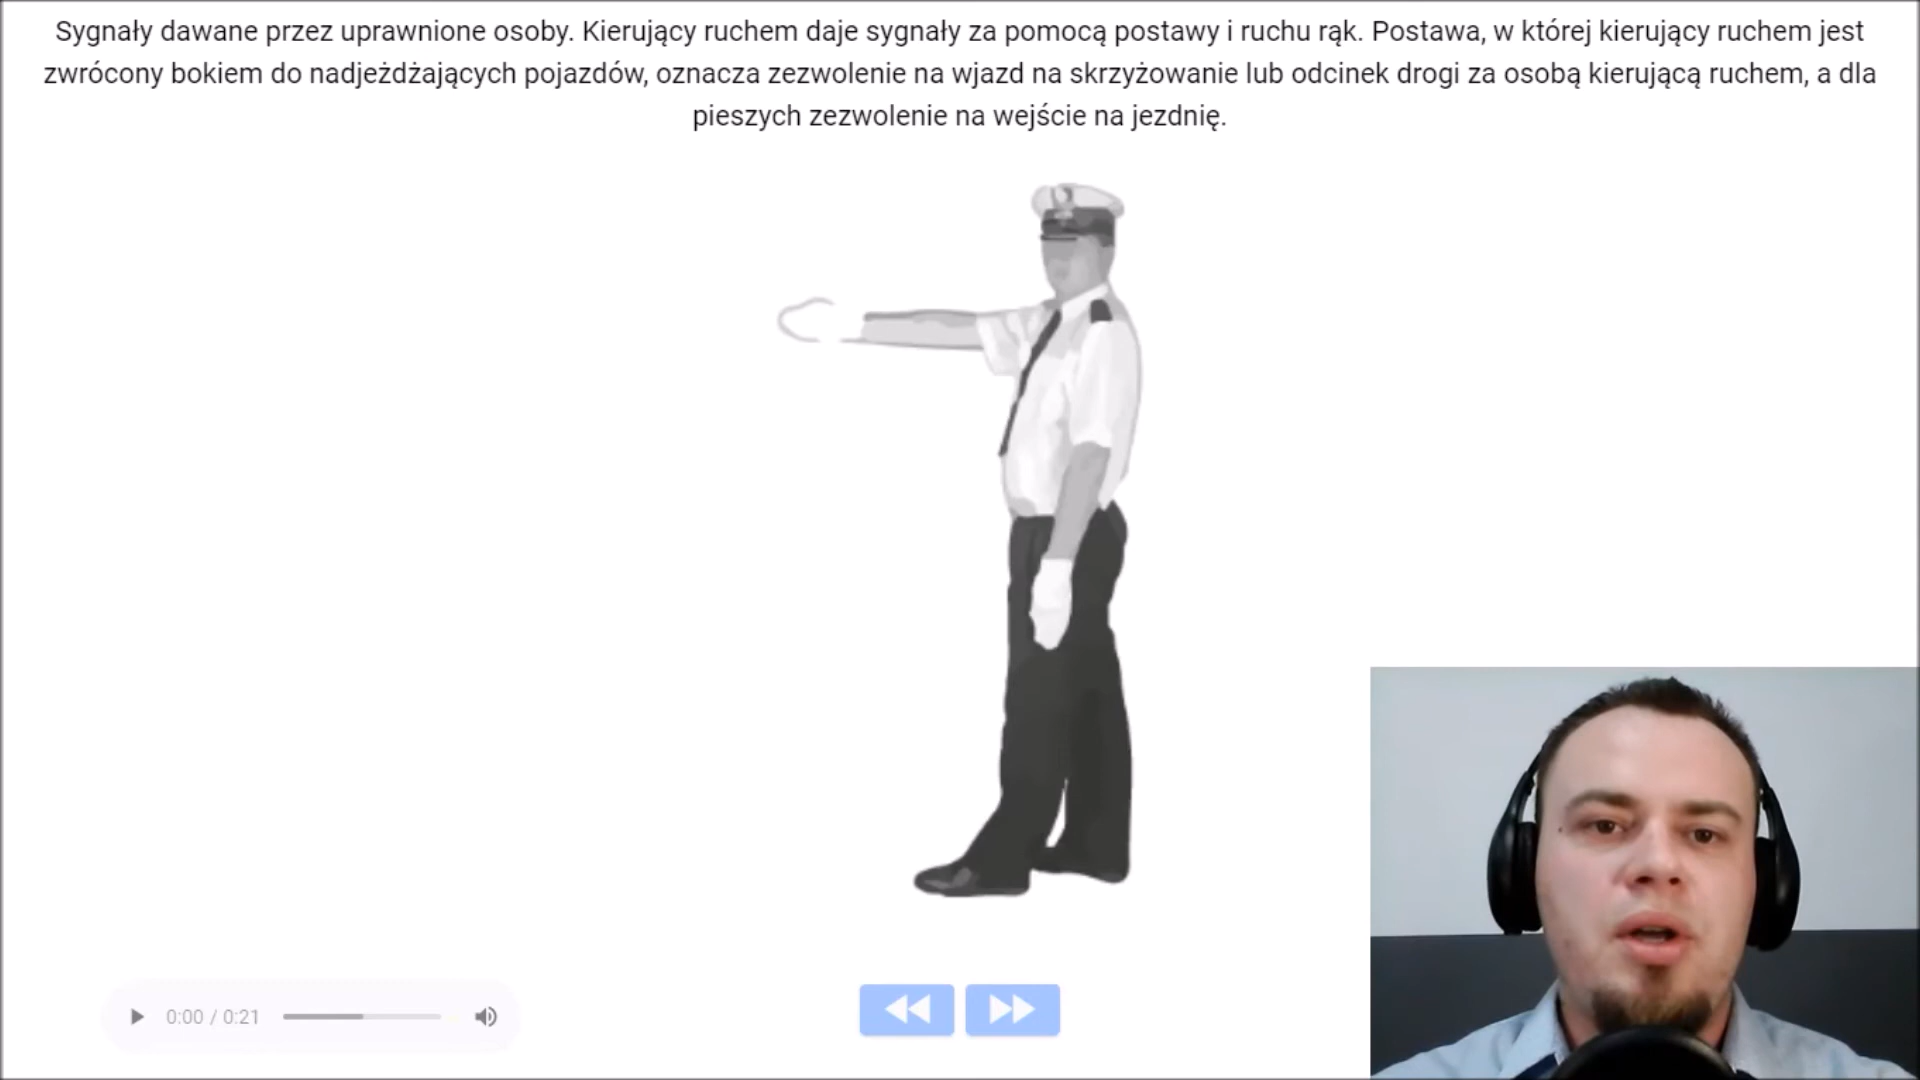 Sygnały dawane przez uprawnione osoby. Kierujący ruchem daje sygnały za pomocą postawy i ruchu rąk. Postawa, w której kierujący ruchem jest
zwrócony bokiem do nadjeżdżających pojazdów, oznacza zezwolenie na wjazd na skrzyżowanie lub odcinek drogi za osobą kierującą ruchem, a dla
pieszych zezwolenie na wejście na jezdnię.
0:00 / 0:21